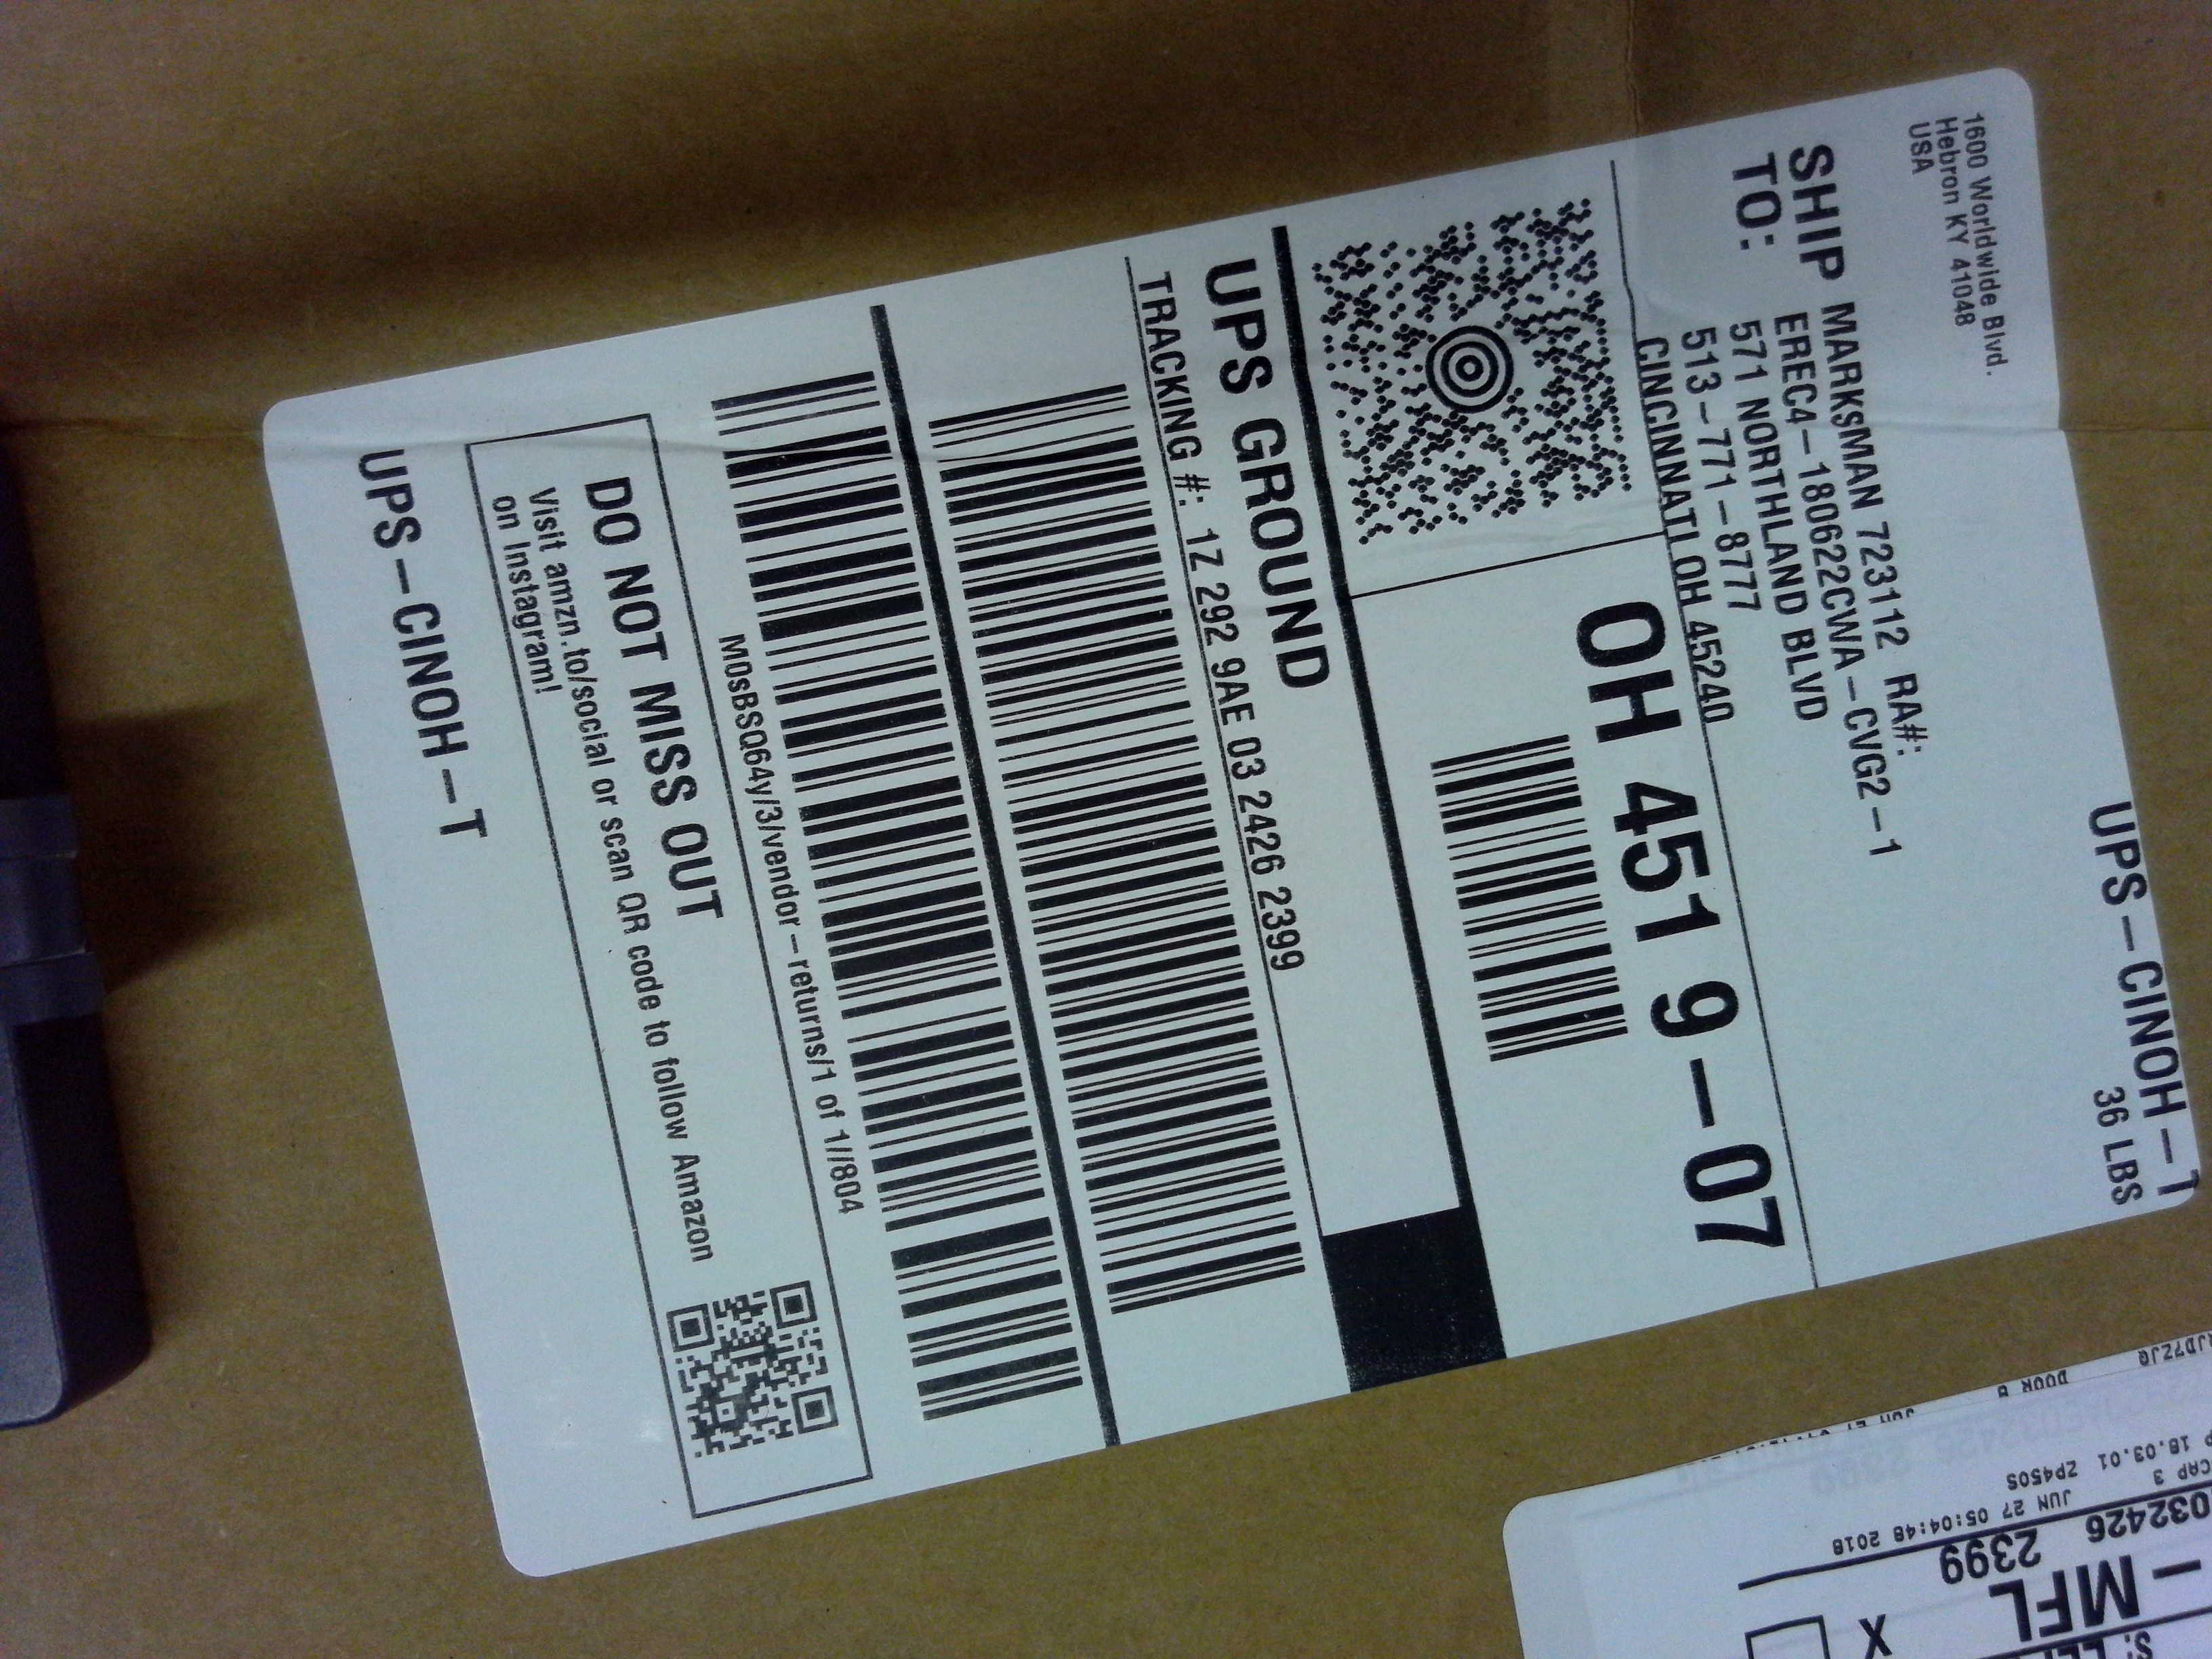 1600 Worldwide Blvd.
Hebron KY 41048
USA
UPS-CINOH-T
36 LBS
SHIP MARKSMAN 723112 RA#:
TO: EREC4-180622CWA-CVG2-1
571 NORTHLAND BLVD
513-771-8777
CINCINNATI OH 45240
OH 451 9-07
UPS GROUND
TRACKING #: 1Z 292 9AE 03 2426 2399
M0sBSQ64y/3/vendor-returns/1 of 1//804
DO NOT MISS OUT
Visit amzn.to/social or scan QR code to follow Amazon
on Instagram!
UPS-CINOH-T
X
- MFL
032426 2399
JUN 27 05:04:48 2018
CAP 3
P 18.03.01 ZP450S